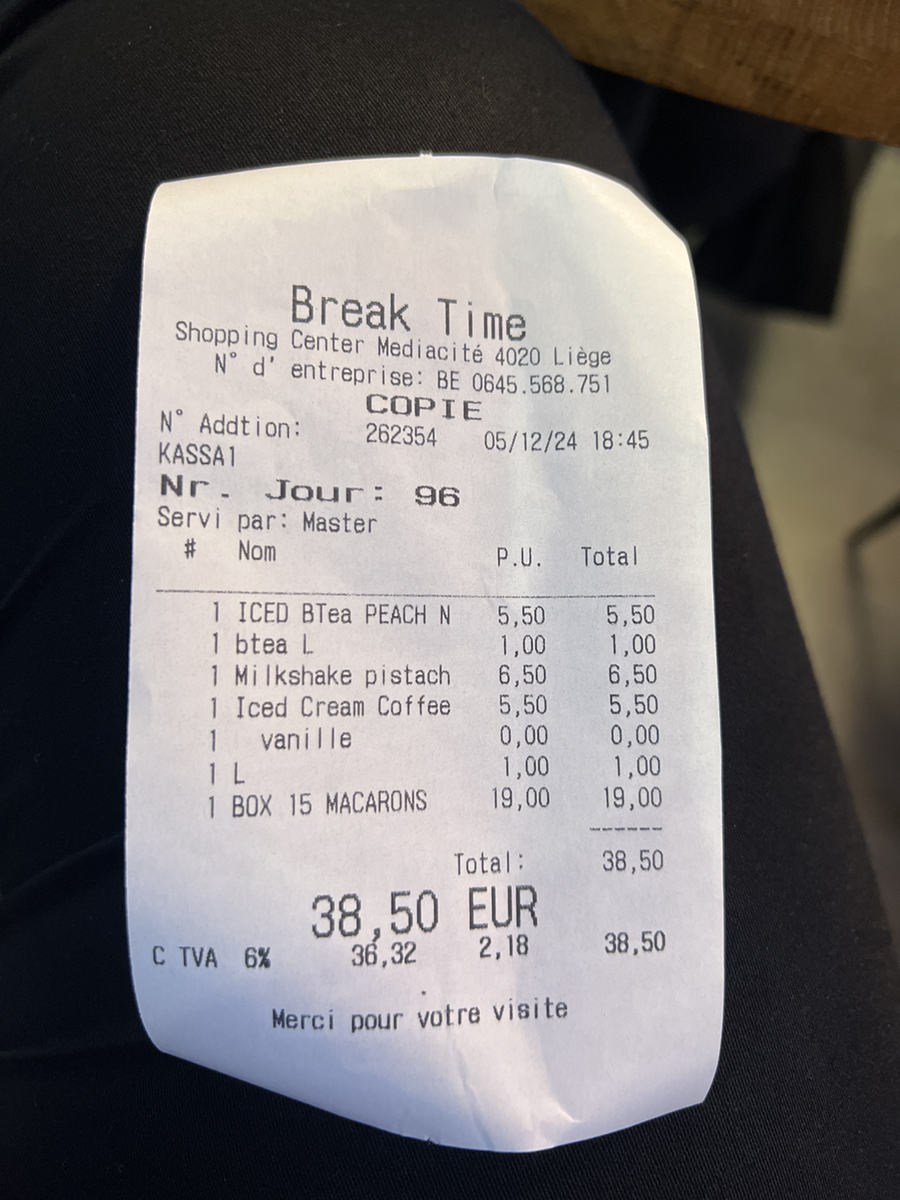 Break Time
Shopping Center Mediacité 4020 Liège
N° d' entreprise: BE 0645.568.751
COPIE
N° Addtion: 262354 05/12/24 18:45
KASSA1
Nr. Jour: 96
Servi par: Master
# Nom P.U. Total
1 ICED BTea PEACH N 5,50 5,50
1 btea L 1,00 1,00
1 Milkshake pistach 6,50 6,50
1 Iced Cream Coffee 5,50 5,50
1 vanille 0,00 0,00
1 L 1,00 1,00
1 BOX 15 MACARONS 19,00 19,00
Total: 38,50
38,50 EUR
C TVA 6% 36,32 2,18 38,50
Merci pour votre visite